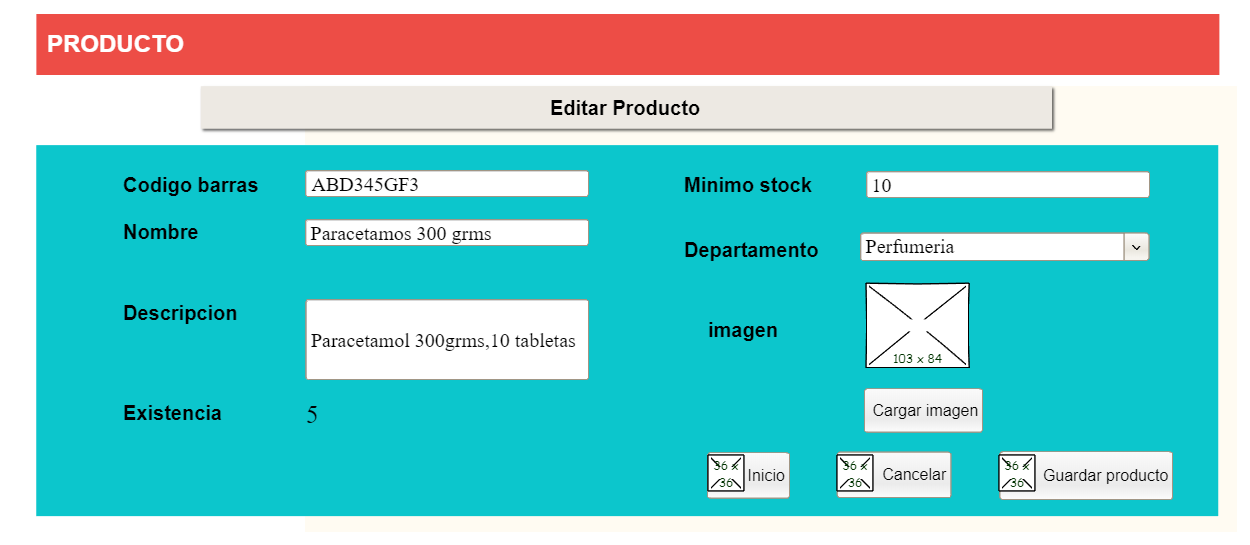 PRODUCTO
Editar Producto
Codigo barras
ABD345GF3
Nombre
Paracetamos 300 grms
Descripcion
Paracetamol 300grms,10 tabletas
Existencia
5
Minimo stock
10
Departamento
Perfumeria
imagen
103 x 84
Cargar imagen
36 x
36
Inicio
36 x
36
Cancelar
36 x
36
Guardar producto